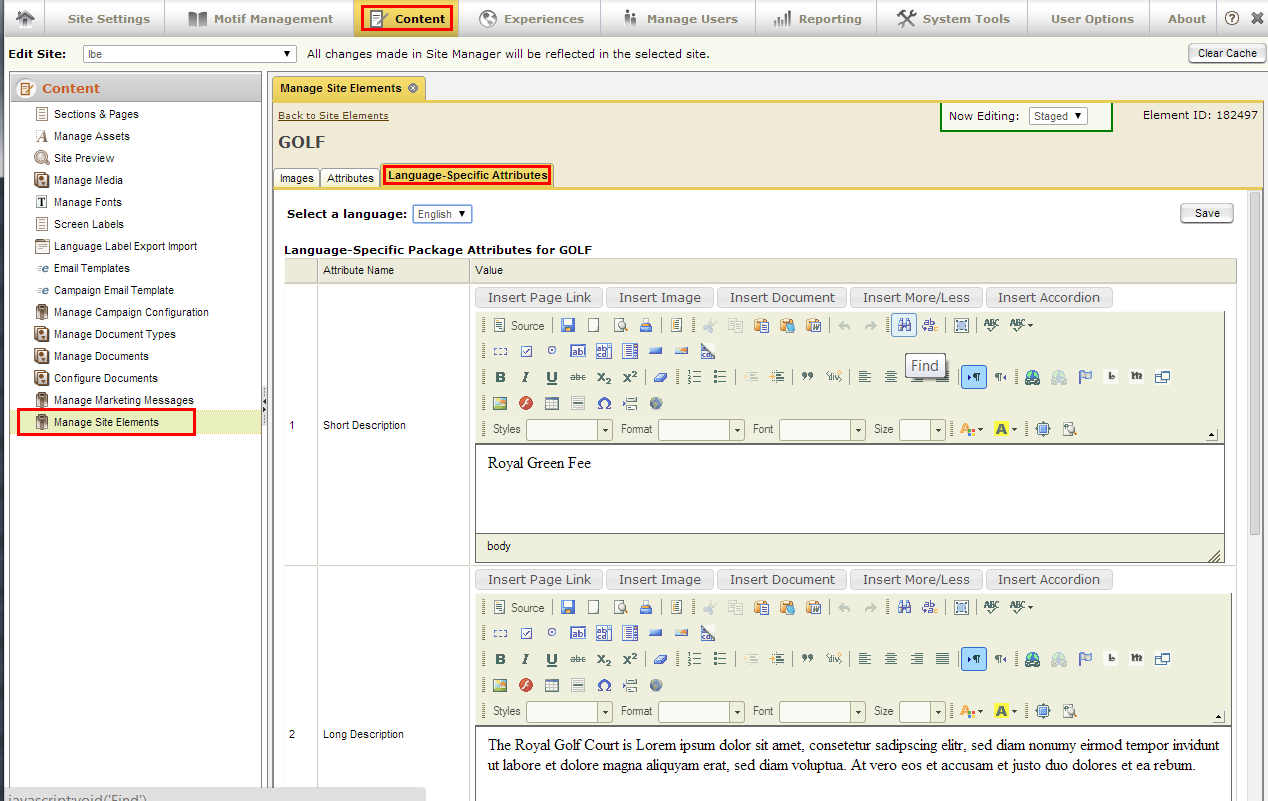 Site Settings Motif Management Content Experiences Manage Users Reporting System Tools User Options About
Edit Site: lbe All changes made in Site Manager will be reflected in the selected site. Clear Cache
Content
Sections & Pages
Manage Assets
Site Preview
Manage Media
Manage Fonts
Screen Labels
Language Label Export Import
Email Templates
Campaign Email Template
Manage Campaign Configuration
Manage Document Types
Manage Documents
Configure Documents
Manage Marketing Messages
Manage Site Elements
Manage Site Elements
Back to Site Elements
Now Editing: Staged
Element ID: 182497
GOLF
Images Attributes Language-Specific Attributes
Select a language: English Save
Language-Specific Package Attributes for GOLF
Attribute Name Value
Insert Page Link Insert Image Insert Document Insert More/Less Insert Accordion
Source
Find
Styles Format Font Size
1 Short Description
Royal Green Fee
body
Insert Page Link Insert Image Insert Document Insert More/Less Insert Accordion
Source
Styles Format Font Size
2 Long Description
The Royal Golf Court is Lorem ipsum dolor sit amet, consetetur sadipscing elitr, sed diam nonumy eirmod tempor invidunt
ut labore et dolore magna aliquyam erat, sed diam voluptua. At vero eos et accusam et justo duo dolores et ea rebum.
javascript:void('Find')